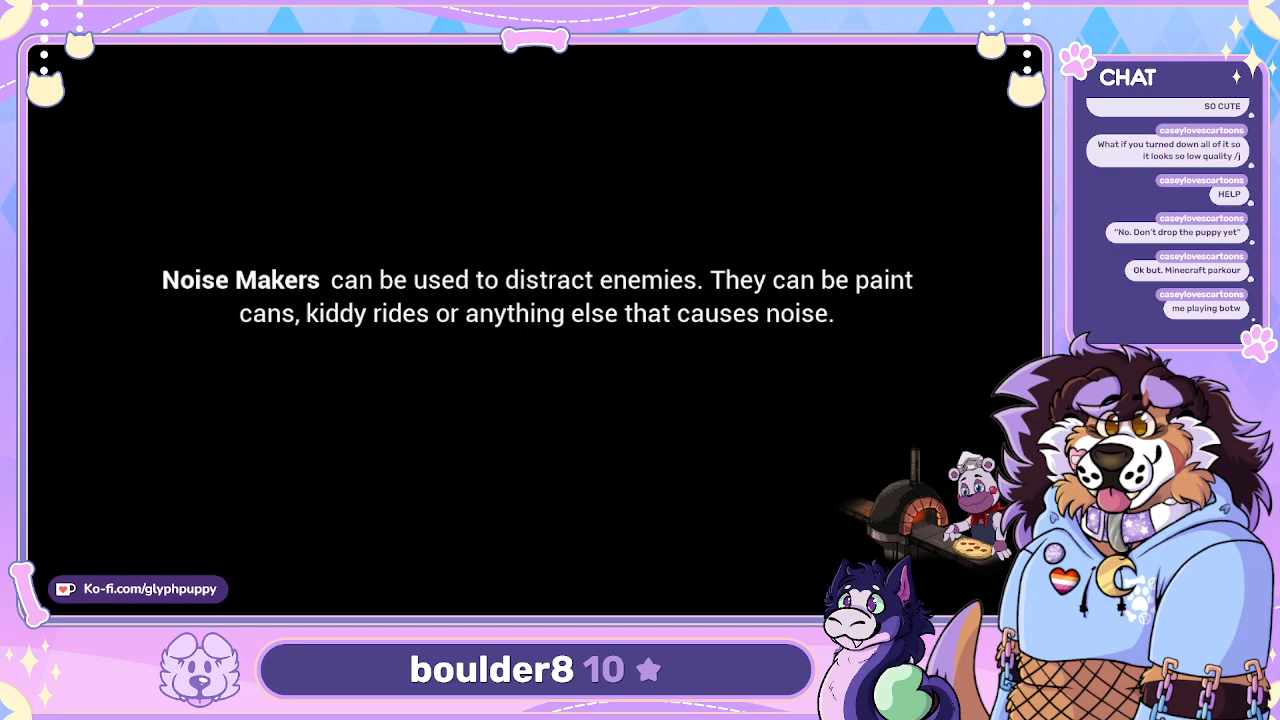 Noise Makers can be used to distract enemies. They can be paint
cans, kiddy rides or anything else that causes noise.
Ko-fi.com/glyphpuppy
boulder8 10
CHAT
SO CUTE
caseylovescartoons
What if you turned down all of it so
it looks so low quality /j
caseylovescartoons
HELP
caseylovescartoons
"No. Don't drop the puppy yet"
caseylovescartoons
Ok but. Minecraft parkour
caseylovescartoons
me playing botw